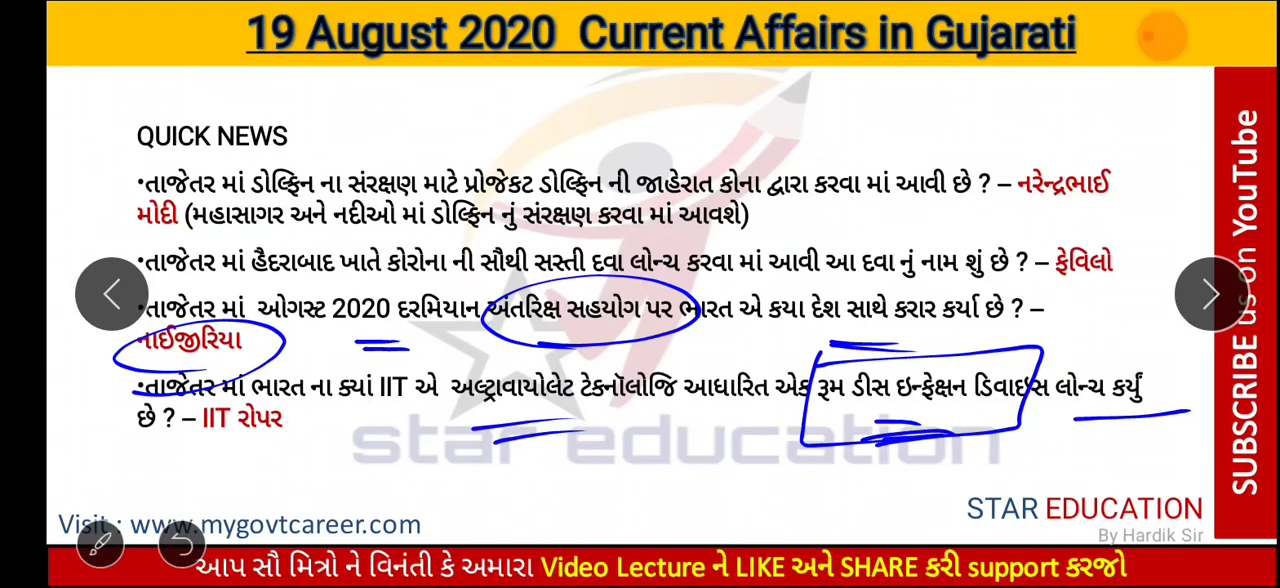 19 August 2020 Current Affairs in Gujarati
QUICK NEWS
•તાજેતર માં ડોલ્ફિન ના સંરક્ષણ માટે પ્રોજેકટ ડોલ્ફિન ની જાહેરાત કોના દ્વારા કરવા માં આવી છે ? – નરેન્દ્રભાઈ
મોદી (મહાસાગર અને નદીઓ માં ડોલ્ફિન નું સંરક્ષણ કરવા માં આવશે)
•તાજેતર માં હૈદરાબાદ ખાતે કોરોના ની સૌથી સસ્તી દવા લોન્ચ કરવા માં આવી આ દવા નું નામ શું છે ? – ફેવિલો
•તાજેતર માં ઓગસ્ટ 2020 દરમિયાન અંતરિક્ષ સહયોગ પર ભારત એ કયા દેશ સાથે કરાર કર્યા છે ? –
નાઈજીરિયા
•તાજેતર માં ભારત ના ક્યાં IIT એ અલ્ટ્રાવાયોલેટ ટેકનૉલોજિ આધારિત એક રૂમ ડીસ ઇન્ફેક્ષન ડિવાઇસ લોન્ચ કર્યું
છે ? – IIT રોપર
star education
STAR EDUCATION
By Hardik Sir
Visit : www.mygovtcareer.com
આપ સૌ મિત્રો ને વિનંતી કે અમારા Video Lecture ને LIKE અને SHARE કરી support કરજો
SUBSCRIBE us on YouTube